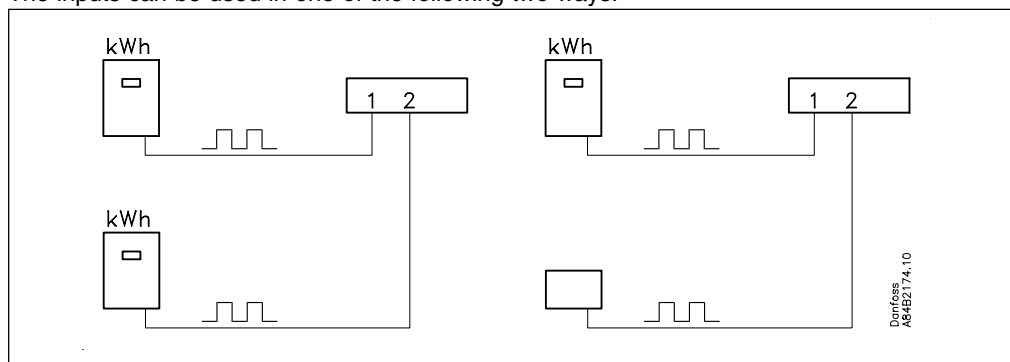 The inputs can be used in one of the following two ways:
kWh
1 2
kWh
kWh
1 2
Danfoss
A84B2174.10